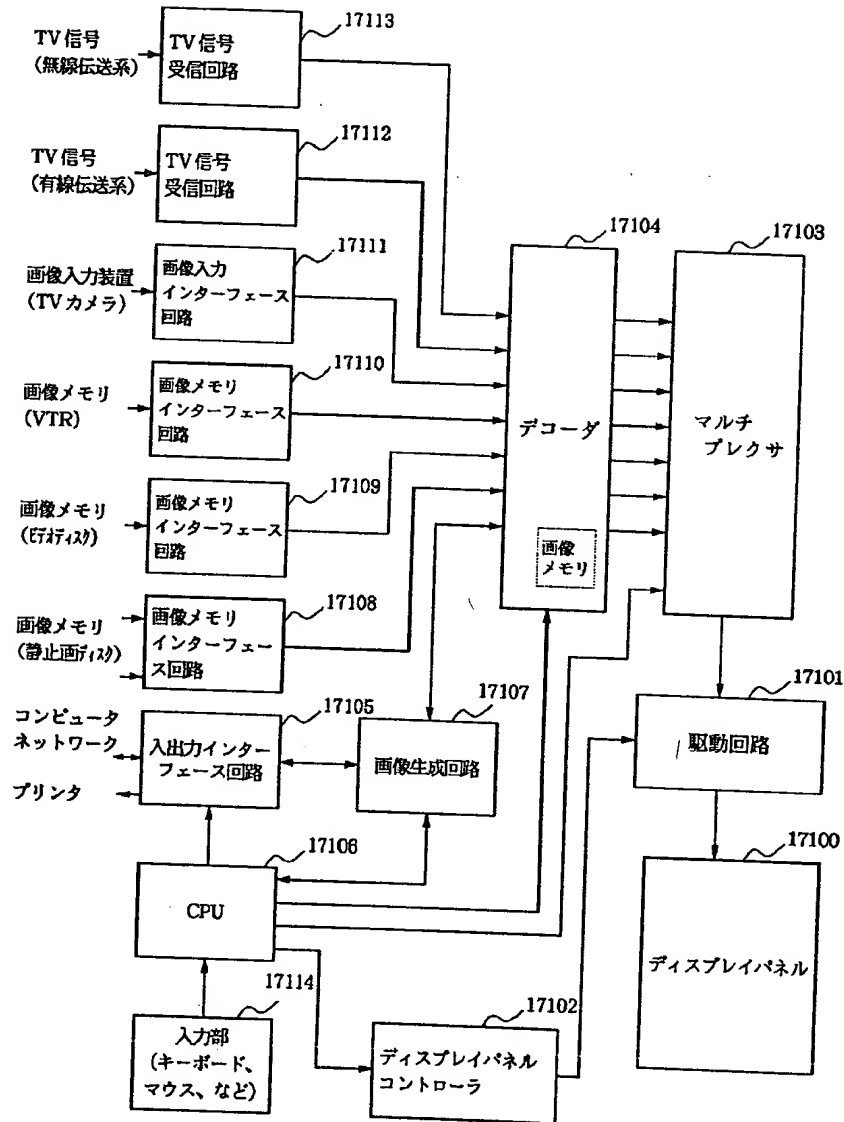 TV信号
(無線伝送系)
TV信号
受信回路
17113
TV信号
(有線伝送系)
TV信号
受信回路
17112
画像入力装置
(TVカメラ)
画像入力
インターフェース
回路
17111
画像メモリ
(VTR)
画像メモリ
インターフェース
回路
17110
画像メモリ
(ビデオディスク)
画像メモリ
インターフェース
回路
17109
画像メモリ
(静止画ディスク)
画像メモリ
インターフェー
ス回路
17108
コンピュータ
ネットワーク
プリンタ
入出力インター
フェース回路
17105
画像生成回路
17107
CPU
17106
入力部
(キーボード、
マウス、など)
17114
ディスプレイパネル
コントローラ
17102
デコーダ
画像
メモリ
17104
マルチ
プレクサ
17103
駆動回路
17101
ディスプレイパネル
17100